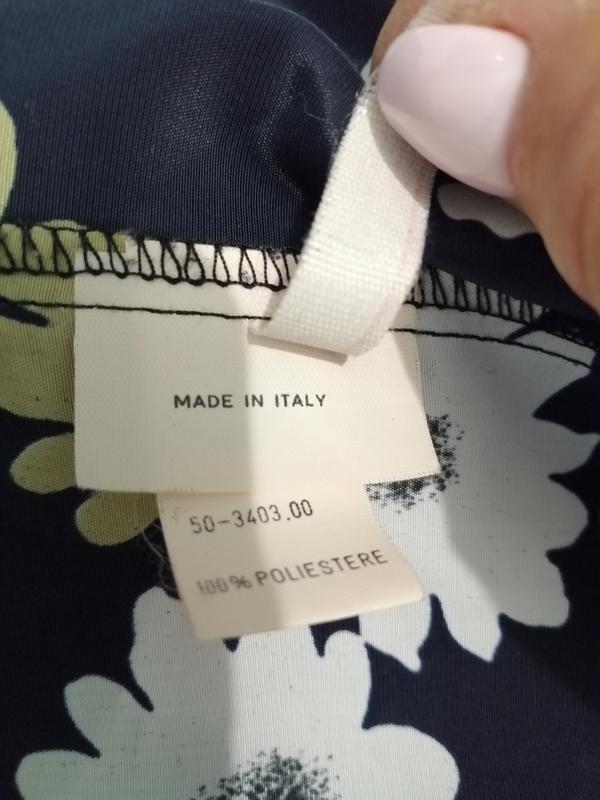 MADE IN ITALY
50-3403.00
100% POLIESTERE